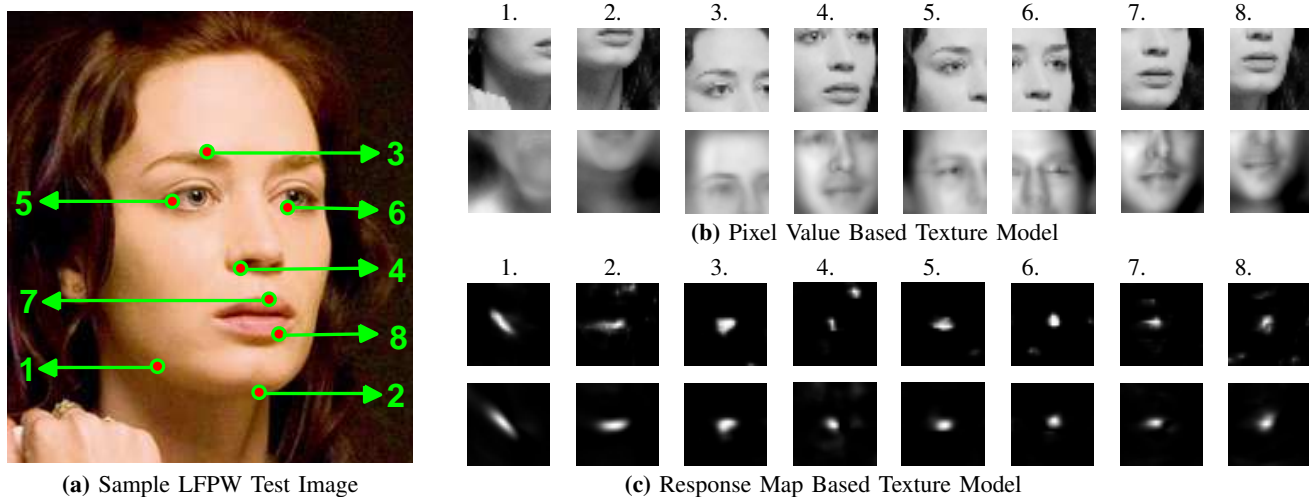 3
5
6
4
7
8
1
2
(a) Sample LFPW Test Image
1. 2. 3. 4. 5. 6. 7. 8.
(b) Pixel Value Based Texture Model
1. 2. 3. 4. 5. 6. 7. 8.
(c) Response Map Based Texture Model